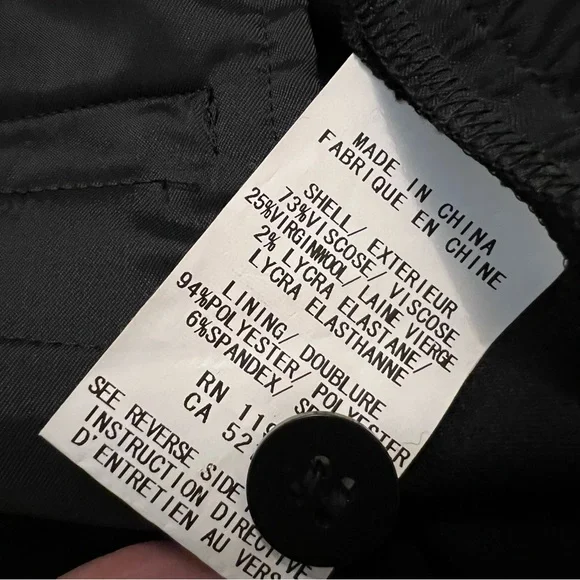 MADE IN CHINA
FABRIQUE EN CHINE
SHELL/ EXTERIEUR
73%VISCOSE/ VISCOSE
25%VIRGINWOOL/ LAINE VIERGE
2% LYCRA ELASTANE/
LYCRA ELASTHANNE
LINING/ DOUBLURE
94%POLYESTER/ POLYESTER
6%SPANDEX/
RN
CA
SEE REVERSE SIDE
INSTRUCTION DIRECTIVE
D'ENTRETIEN AU